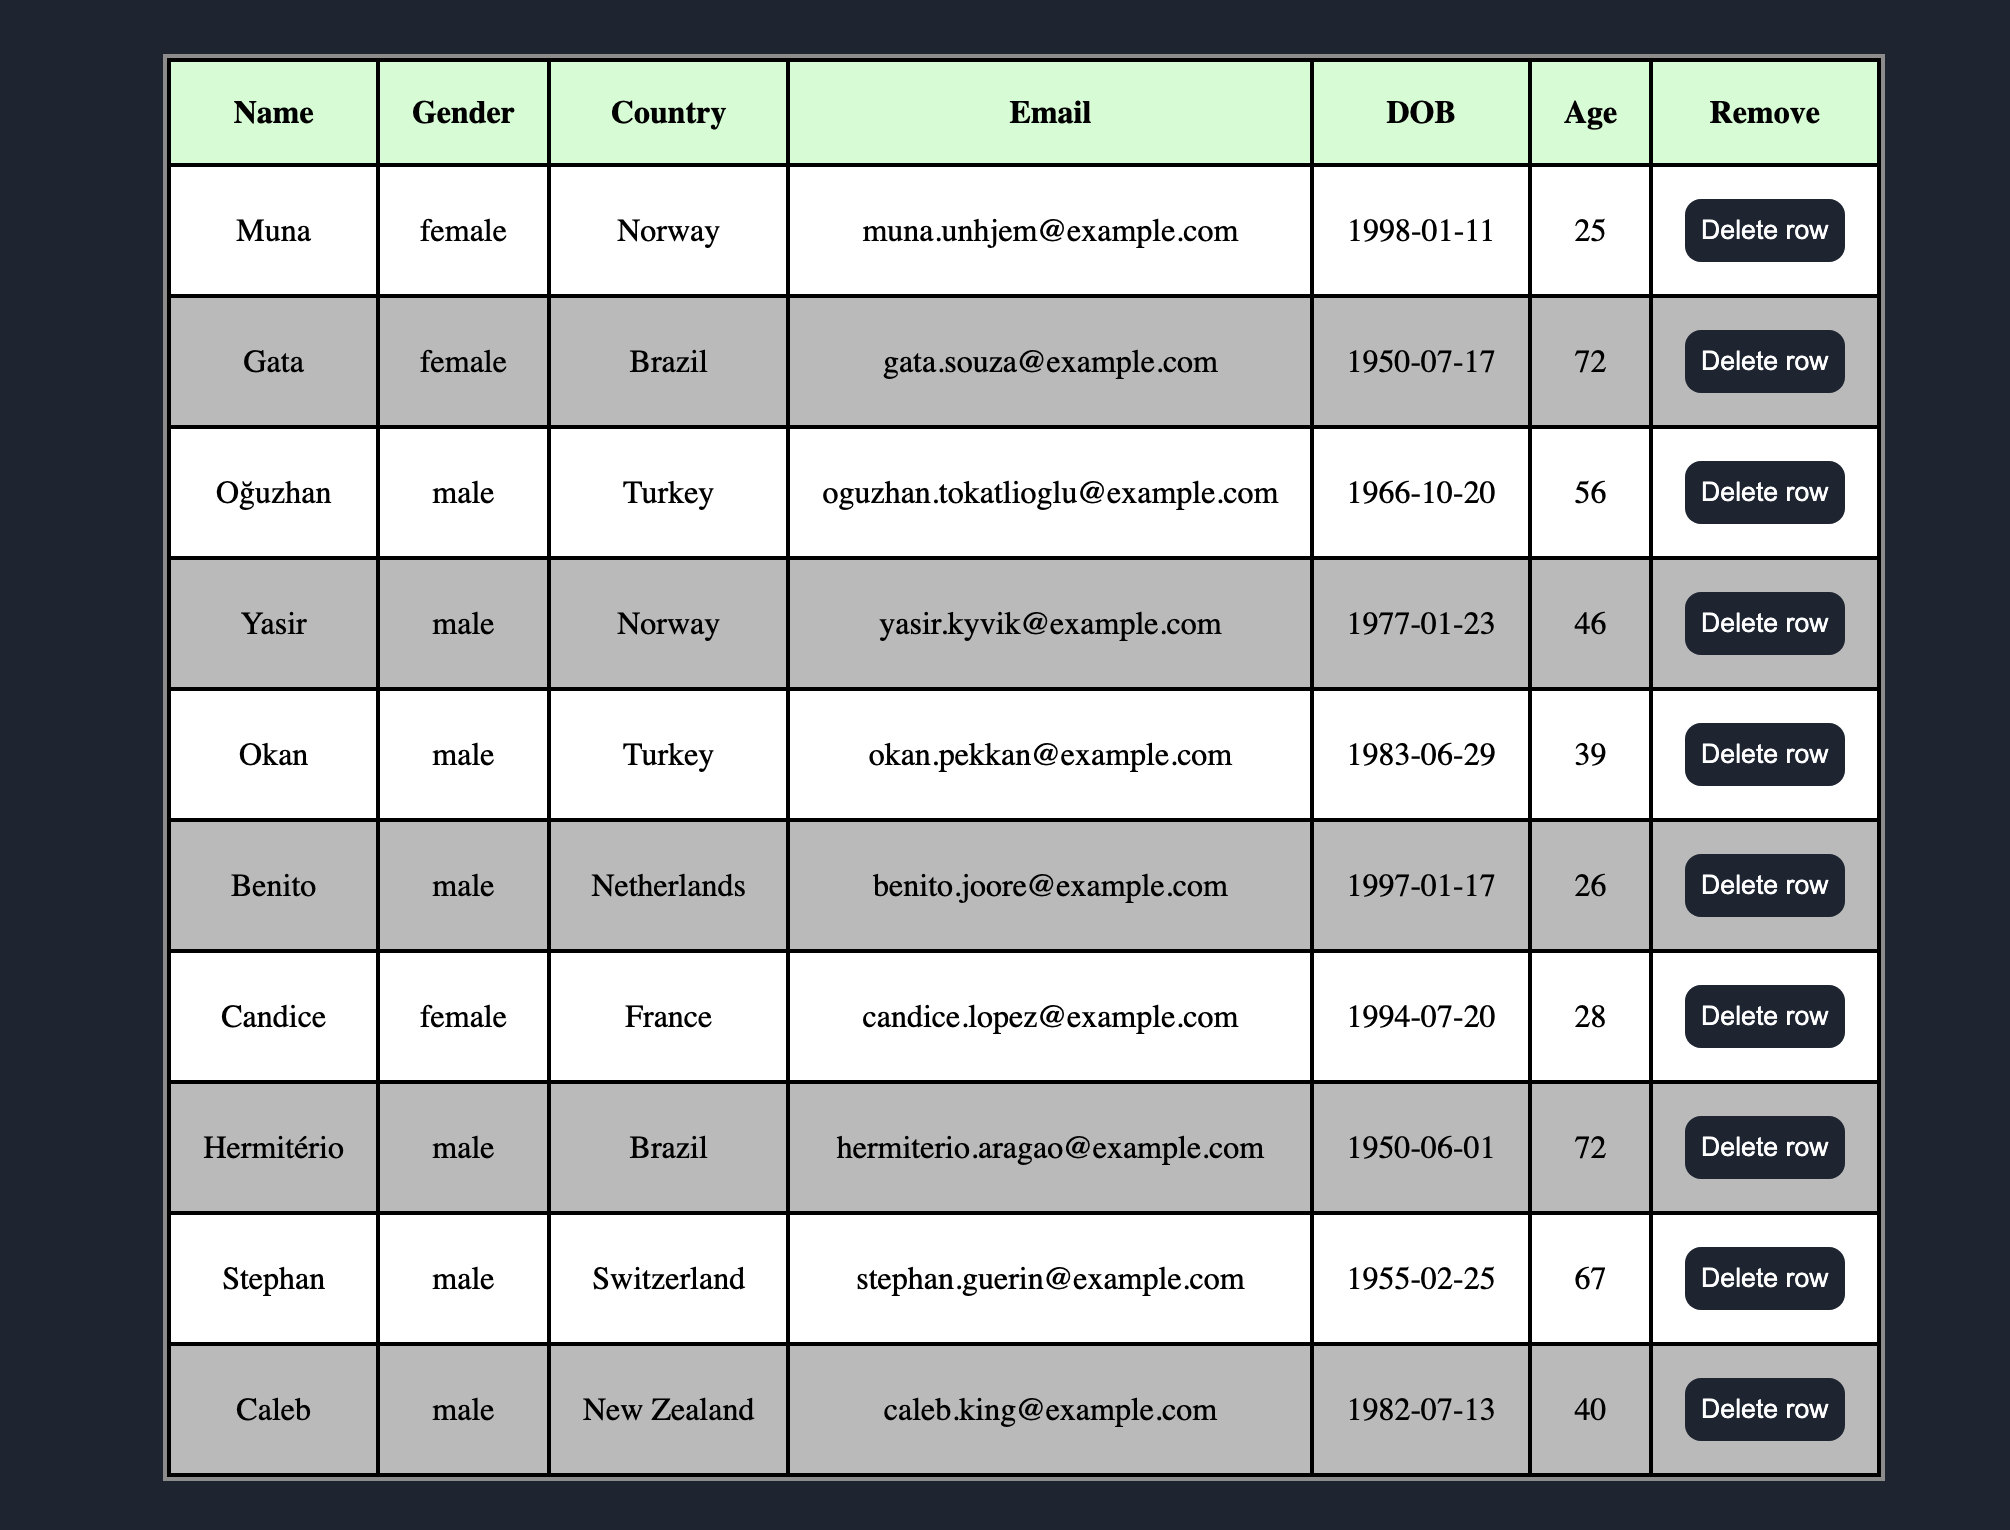 Name Gender Country Email DOB Age Remove
Muna female Norway muna.unhjem@example.com 1998-01-11 25 Delete row
Gata female Brazil gata.souza@example.com 1950-07-17 72 Delete row
Oğuzhan male Turkey oguzhan.tokatlioglu@example.com 1966-10-20 56 Delete row
Yasir male Norway yasir.kyvik@example.com 1977-01-23 46 Delete row
Okan male Turkey okan.pekkan@example.com 1983-06-29 39 Delete row
Benito male Netherlands benito.joore@example.com 1997-01-17 26 Delete row
Candice female France candice.lopez@example.com 1994-07-20 28 Delete row
Hermitério male Brazil hermiterio.aragao@example.com 1950-06-01 72 Delete row
Stephan male Switzerland stephan.guerin@example.com 1955-02-25 67 Delete row
Caleb male New Zealand caleb.king@example.com 1982-07-13 40 Delete row